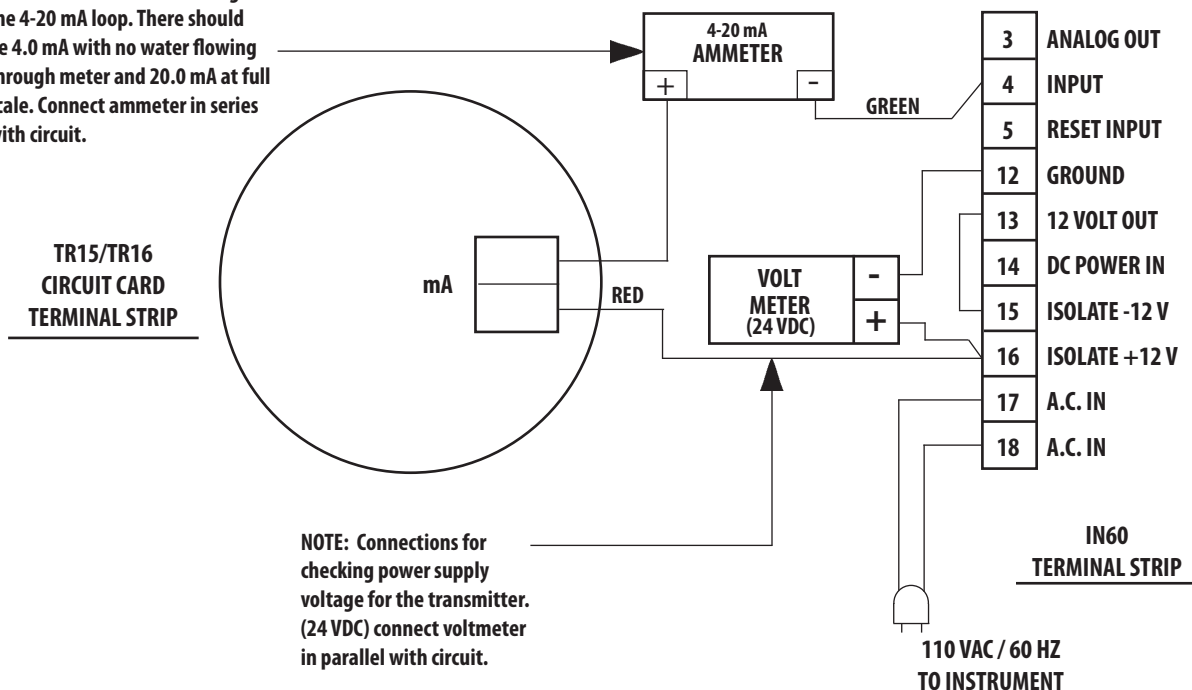 the 4-20 mA loop. There should
be 4.0 mA with no water flowing
through meter and 20.0 mA at full
scale. Connect ammeter in series
with circuit.
4-20 mA
AMMETER
+
-
GREEN
3 ANALOG OUT
4 INPUT
5 RESET INPUT
12 GROUND
13 12 VOLT OUT
14 DC POWER IN
15 ISOLATE -12 V
16 ISOLATE +12 V
17 A.C. IN
18 A.C. IN
TR15/TR16
CIRCUIT CARD
TERMINAL STRIP
mA
RED
VOLT
METER
(24 VDC)
-
+
NOTE: Connections for
checking power supply
voltage for the transmitter.
(24 VDC) connect voltmeter
in parallel with circuit.
IN60
TERMINAL STRIP
110 VAC / 60 HZ
TO INSTRUMENT